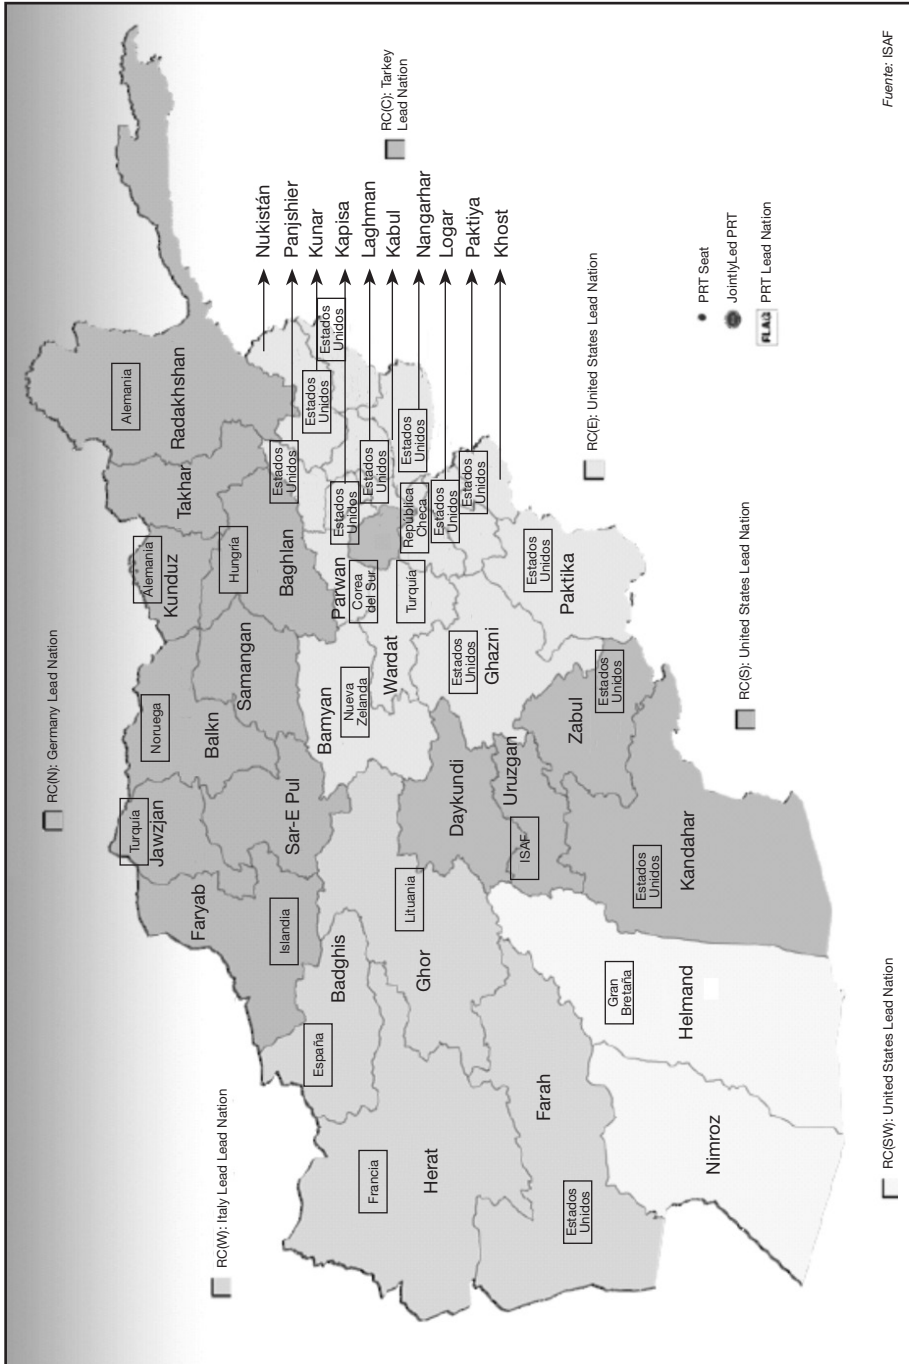 RC(N): Germany Lead Nation
RC(W): Italy Lead Lead Nation
RC(C): Tarkey
Lead Nation
RC(E): United States Lead Nation
RC(S): United States Lead Nation
RC(SW): United States Lead Nation
Alemania
Radakhshan
Takhar
Alemania
Kunduz
Hungría
Baghlan
Samangan
Noruega
Balkn
Turquía
Jawzjan
Sar-E Pul
Faryab
Islandia
Badghis
España
Francia
Herat
Ghor
Lituania
Farah
Estados
Unidos
Nimroz
Helmand
Gran
Bretaña
Bamyan
Nueva
Zelanda
Parwan
Corea
del Sur
Wardat
Turquía
República
Checa
Ghazni
Estados
Unidos
Paktika
Estados
Unidos
Daykundi
Uruzgan
ISAF
Zabul
Estados
Unidos
Kandahar
Estados
Unidos
Estados
Unidos
Estados
Unidos
Estados
Unidos
Estados
Unidos
Estados
Unidos
Estados
Unidos
Estados
Unidos
Estados
Unidos
Nukistán
Panjshier
Kunar
Kapisa
Laghman
Kabul
Nangarhar
Logar
Paktiya
Khost
PRT Seat
JointlyLed PRT
FLAG
PRT Lead Nation
Fuente: ISAF